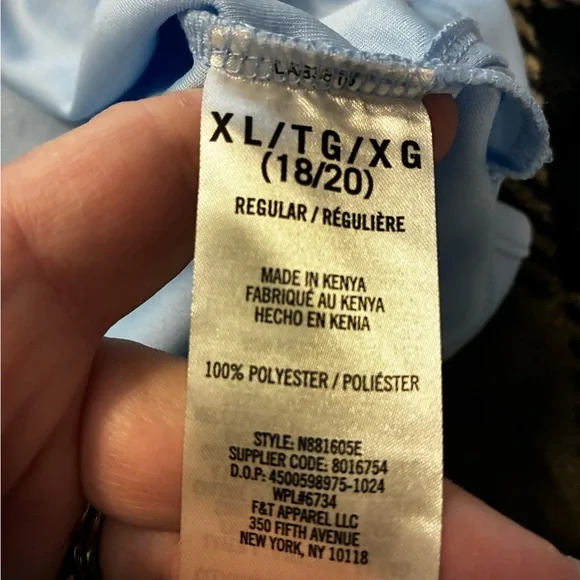 XL/TG/XG
(18/20)
REGULAR / RÉGULIÈRE
MADE IN KENYA
FABRIQUÉ AU KENYA
HECHO EN KENIA
100% POLYESTER / POLIÉSTER
STYLE: N881605E
SUPPLIER CODE: 8016754
D.O.P: 4500598975-1024
WPL#6734
F&T APPAREL LLC
350 FIFTH AVENUE
NEW YORK, NY 10118